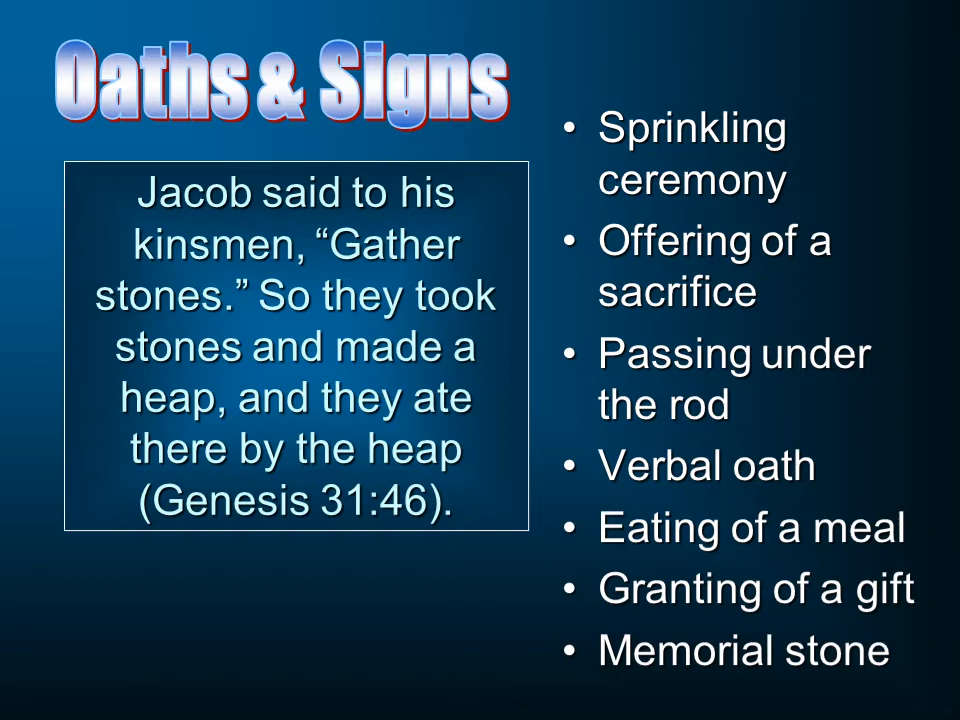 Oaths & Signs
Jacob said to his
kinsmen, “Gather
stones.” So they took
stones and made a
heap, and they ate
there by the heap
(Genesis 31:46).
• Sprinkling
ceremony
• Offering of a
sacrifice
• Passing under
the rod
• Verbal oath
• Eating of a meal
• Granting of a gift
• Memorial stone